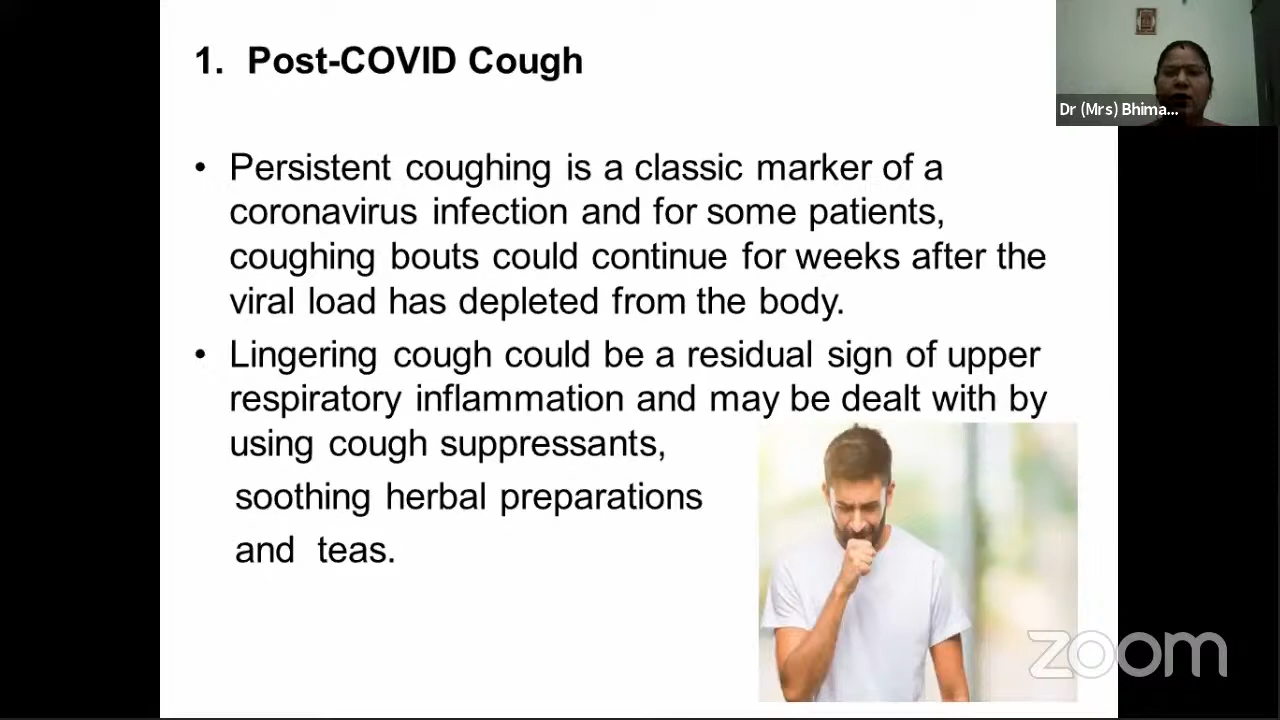 1. Post-COVID Cough
Dr (Mrs) Bhima...
• Persistent coughing is a classic marker of a
coronavirus infection and for some patients,
coughing bouts could continue for weeks after the
viral load has depleted from the body.
• Lingering cough could be a residual sign of upper
respiratory inflammation and may be dealt with by
using cough suppressants,
soothing herbal preparations
and teas.
zoom